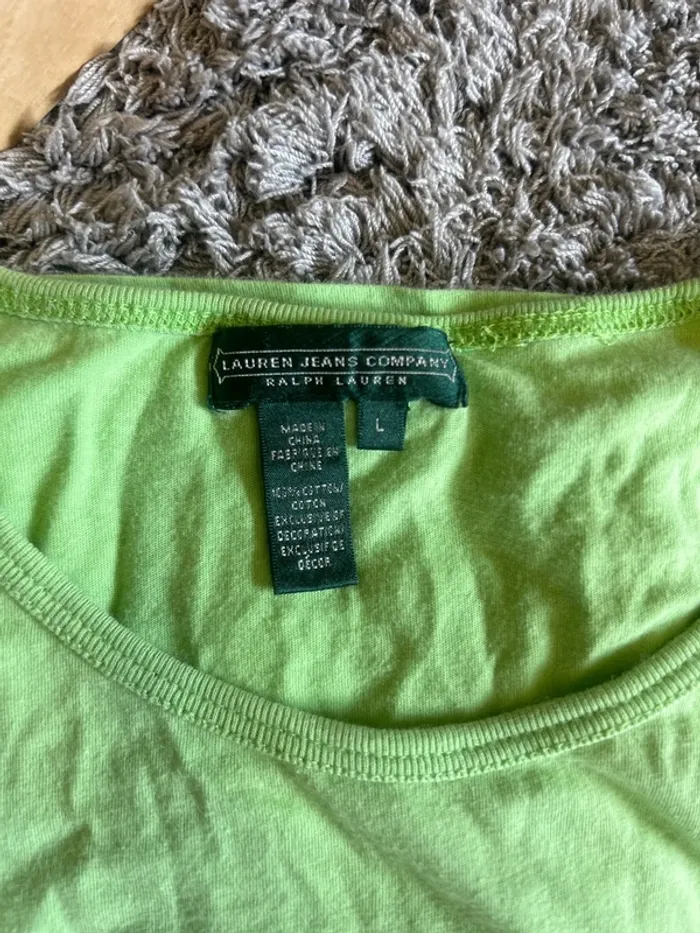 LAUREN JEANS COMPANY
RALPH LAUREN
L
MADE IN
CHINA
FABRIQUE EN
CHINE
100% COTTON/
COTON
EXCLUSIVE OF
DECORATION/
EXCLUSIF DE
DÉCOR